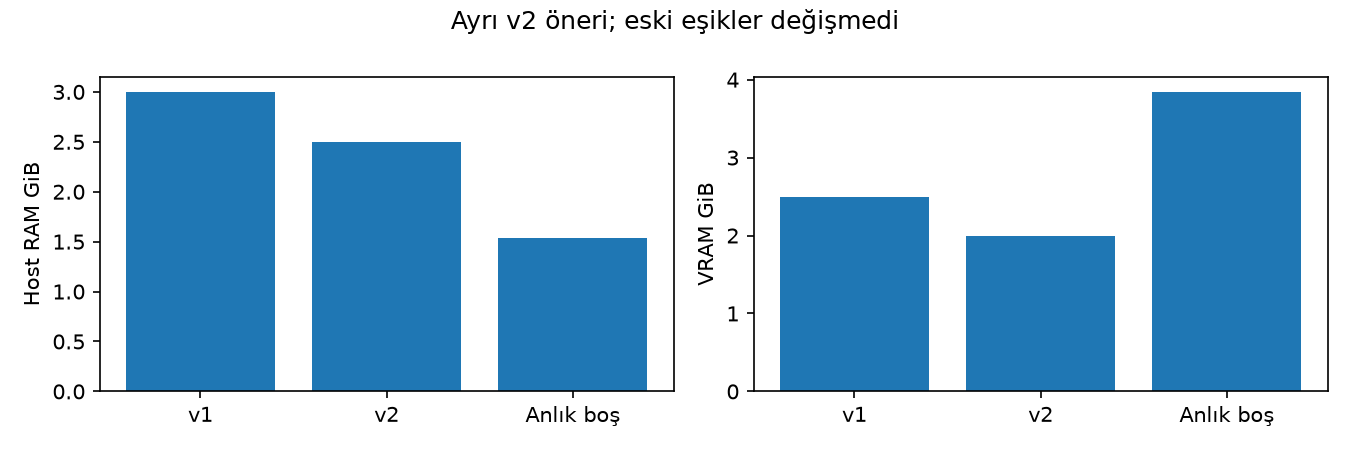 Ayrı v2 öneri; eski eşikler değişmedi
Host RAM GiB
3.0
2.5
2.0
1.5
1.0
0.5
0.0
v1 v2 Anlık boş
VRAM GiB
4
3
2
1
0
v1 v2 Anlık boş